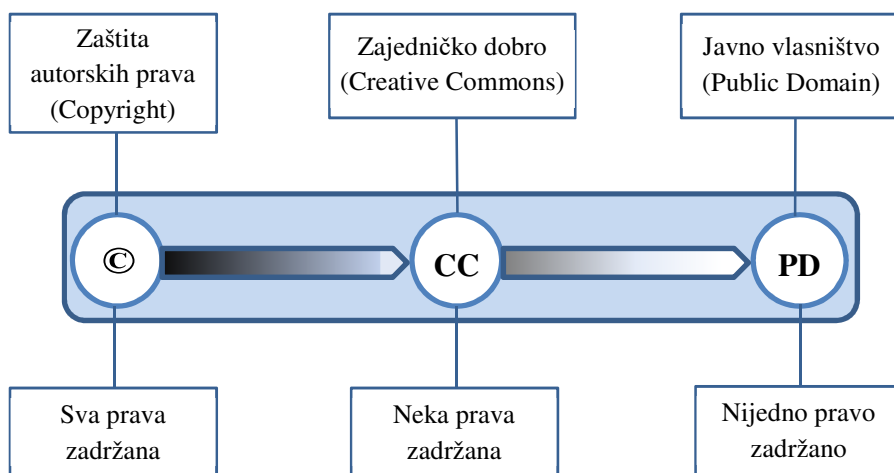 Zaštita
autorskih prava
(Copyright)
Zajedničko dobro
(Creative Commons)
Javno vlasništvo
(Public Domain)
©
CC
PD
Sva prava
zadržana
Neka prava
zadržana
Nijedno pravo
zadržano